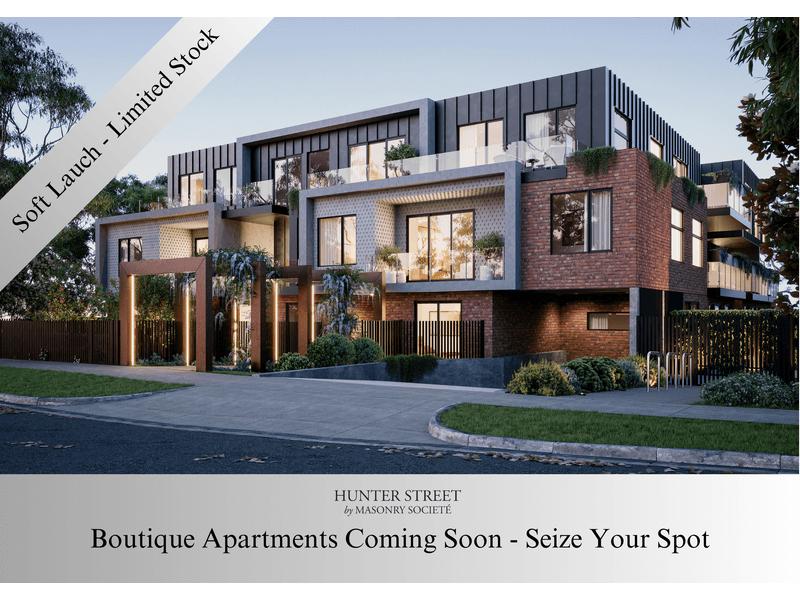 Soft Lauch - Limited Stock
HUNTER STREET
by MASONRY SOCIETÉ
Boutique Apartments Coming Soon - Seize Your Spot